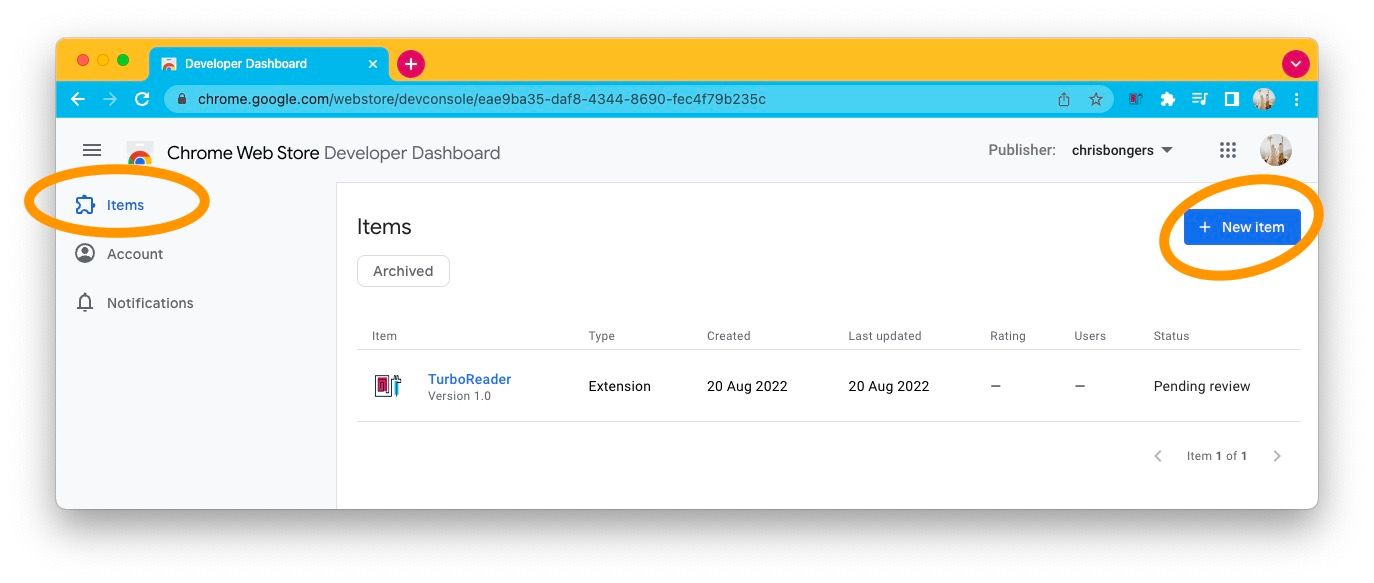 Developer Dashboard
chrome.google.com/webstore/devconsole/eae9ba35-daf8-4344-8690-fec4f79b235c
Chrome Web Store Developer Dashboard
Publisher: chrisbongers
Items
Account
Notifications
Items
+ New item
Archived
Item Type Created Last updated Rating Users Status
TurboReader
Version 1.0
Extension 20 Aug 2022 20 Aug 2022 – – Pending review
Item 1 of 1